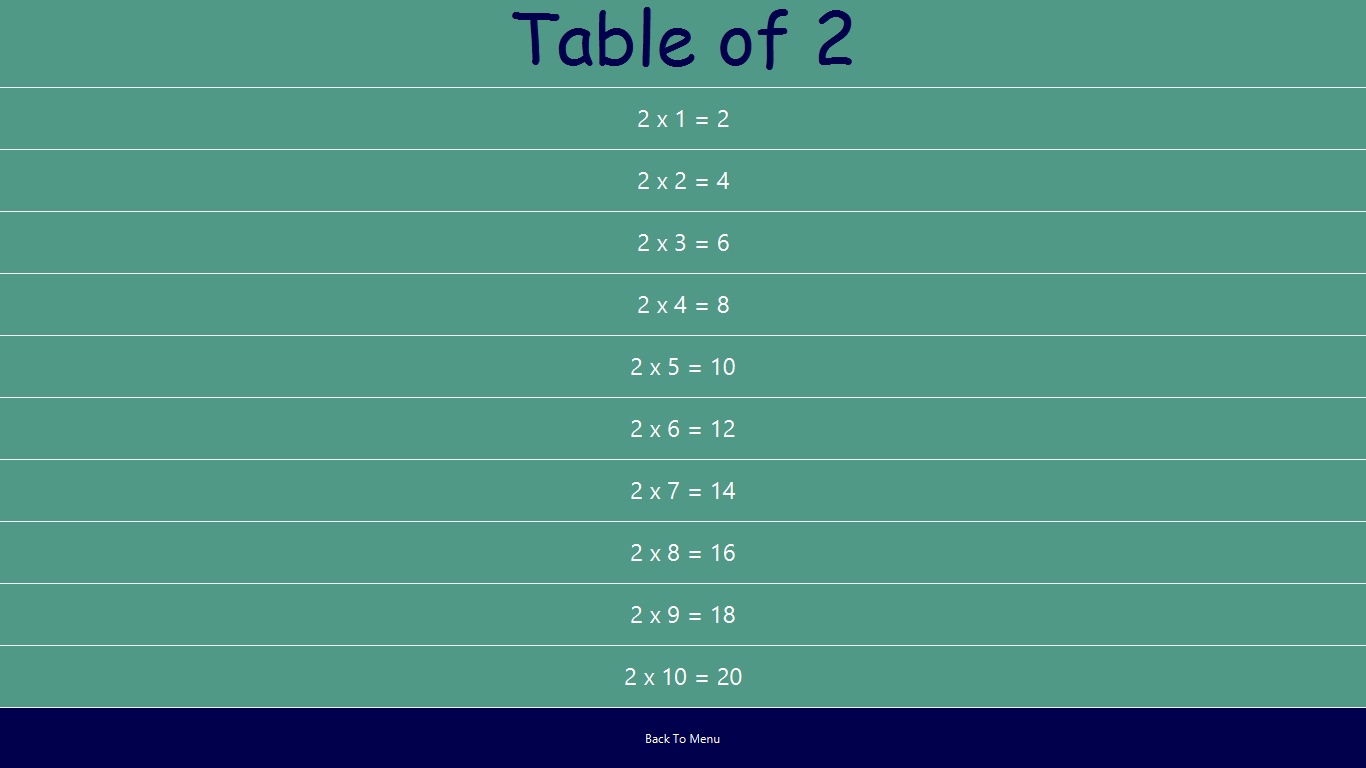 Table of 2
2 x 1 = 2
2 x 2 = 4
2 x 3 = 6
2 x 4 = 8
2 x 5 = 10
2 x 6 = 12
2 x 7 = 14
2 x 8 = 16
2 x 9 = 18
2 x 10 = 20
Back To Menu